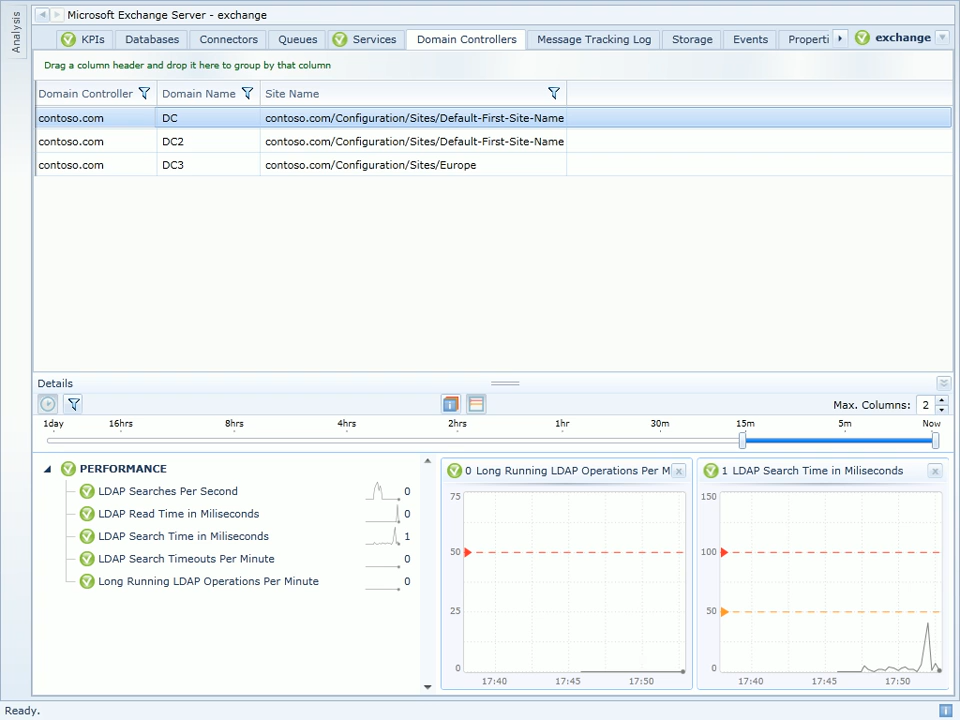 Analysis
Microsoft Exchange Server - exchange
KPIs Databases Connectors Queues Services Domain Controllers Message Tracking Log Storage Events Properti exchange
Drag a column header and drop it here to group by that column
Domain Controller Domain Name Site Name
contoso.com DC contoso.com/Configuration/Sites/Default-First-Site-Name
contoso.com DC2 contoso.com/Configuration/Sites/Default-First-Site-Name
contoso.com DC3 contoso.com/Configuration/Sites/Europe
Details
Max. Columns: 2
1day 16hrs 8hrs 4hrs 2hrs 1hr 30m 15m 5m Now
PERFORMANCE
LDAP Searches Per Second 0
LDAP Read Time in Miliseconds 0
LDAP Search Time in Miliseconds 1
LDAP Search Timeouts Per Minute 0
Long Running LDAP Operations Per Minute 0
0 Long Running LDAP Operations Per M
75
50
25
0
17:40 17:45 17:50
1 LDAP Search Time in Miliseconds
150
100
50
0
17:40 17:45 17:50
Ready.